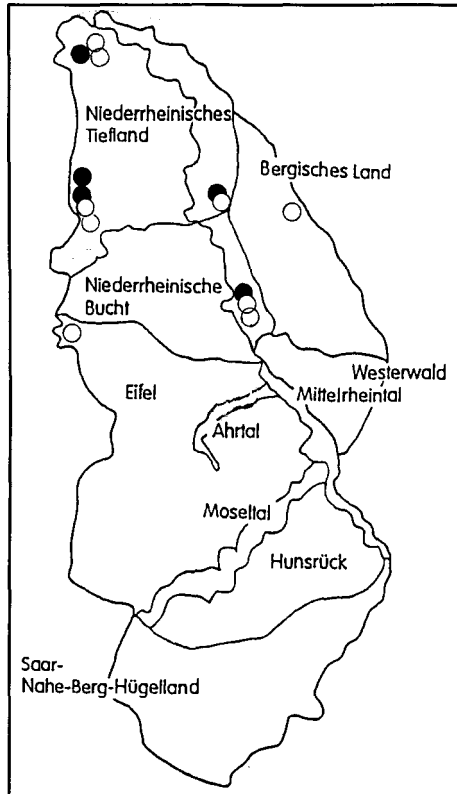 Niederrheinisches
Tiefland
Bergisches Land
Niederrheinische
Bucht
Westerwald
Eifel
Mittelrheintal
Ahrtal
Moseltal
Hunsrück
Saar-
Nahe-Berg-Hügelland